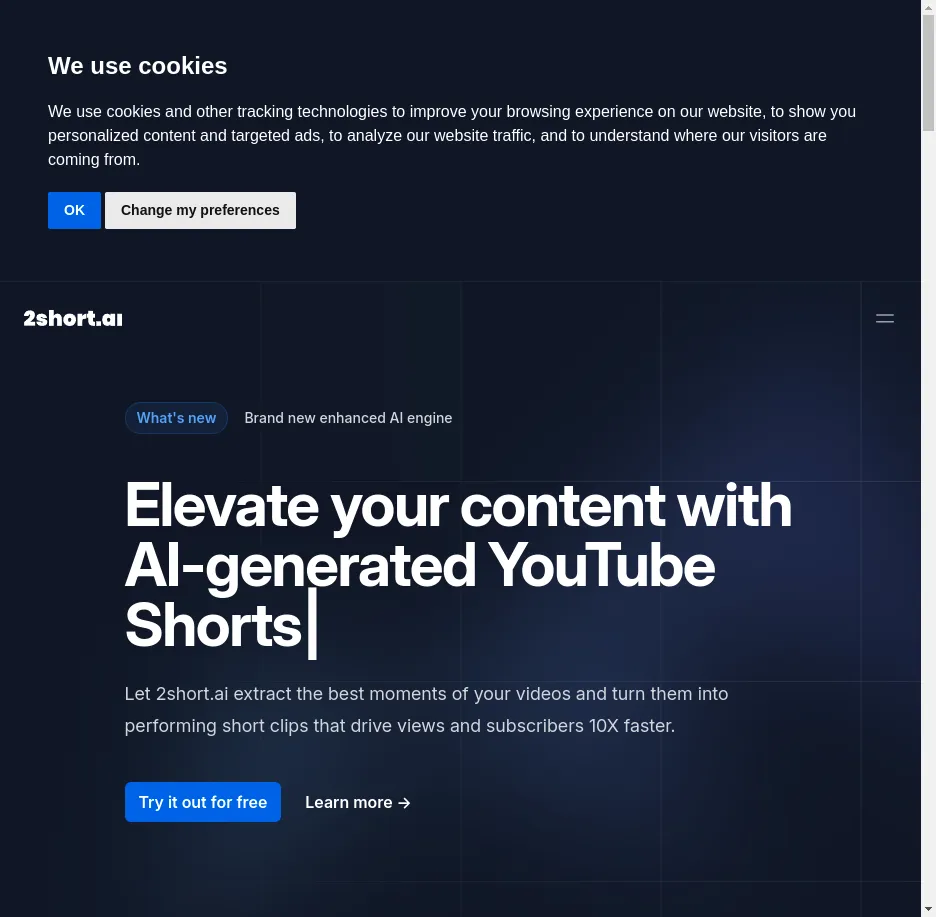 We use cookies
We use cookies and other tracking technologies to improve your browsing experience on our website, to show you
personalized content and targeted ads, to analyze our website traffic, and to understand where our visitors are
coming from.
OK Change my preferences
2short.ai
What's new Brand new enhanced AI engine
Elevate your content with
AI-generated YouTube
Shorts|
Let 2short.ai extract the best moments of your videos and turn them into
performing short clips that drive views and subscribers 10X faster.
Try it out for free Learn more →